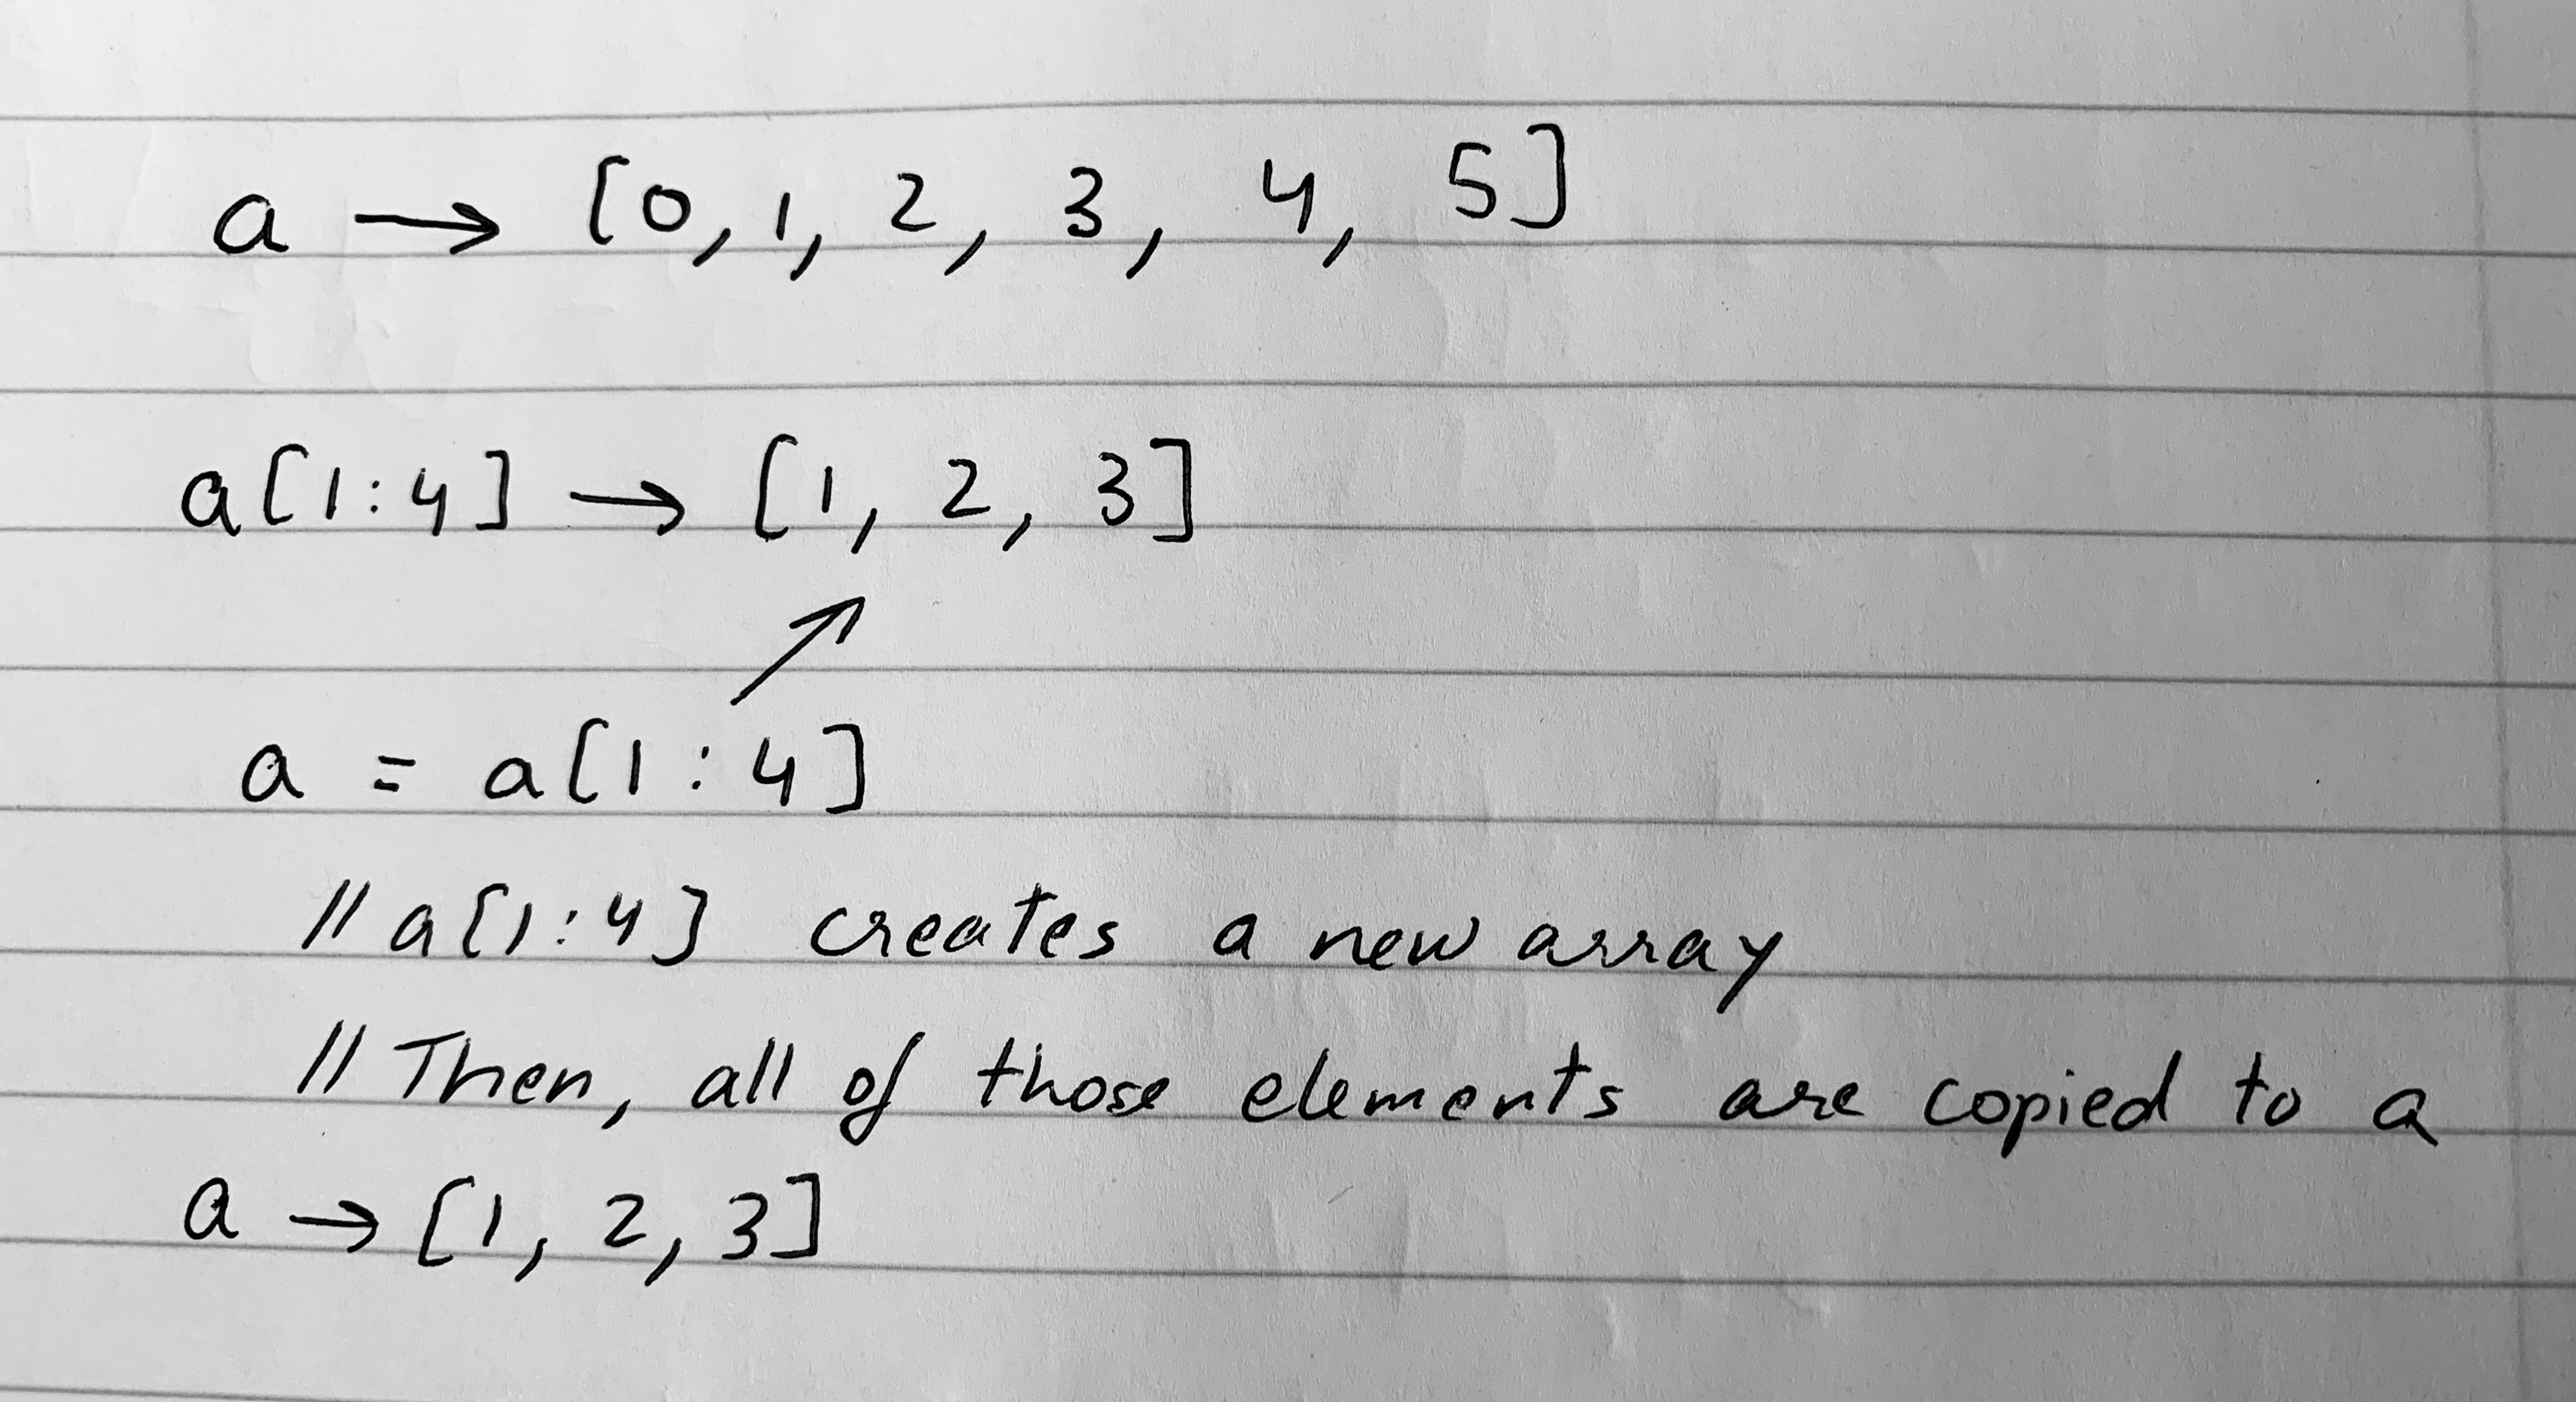 a → [0, 1, 2, 3, 4, 5]
a[1:4] → [1, 2, 3]
↗
a = a[1:4]
// a[1:4] creates a new array
// Then, all of those elements are copied to a
a → [1, 2, 3]